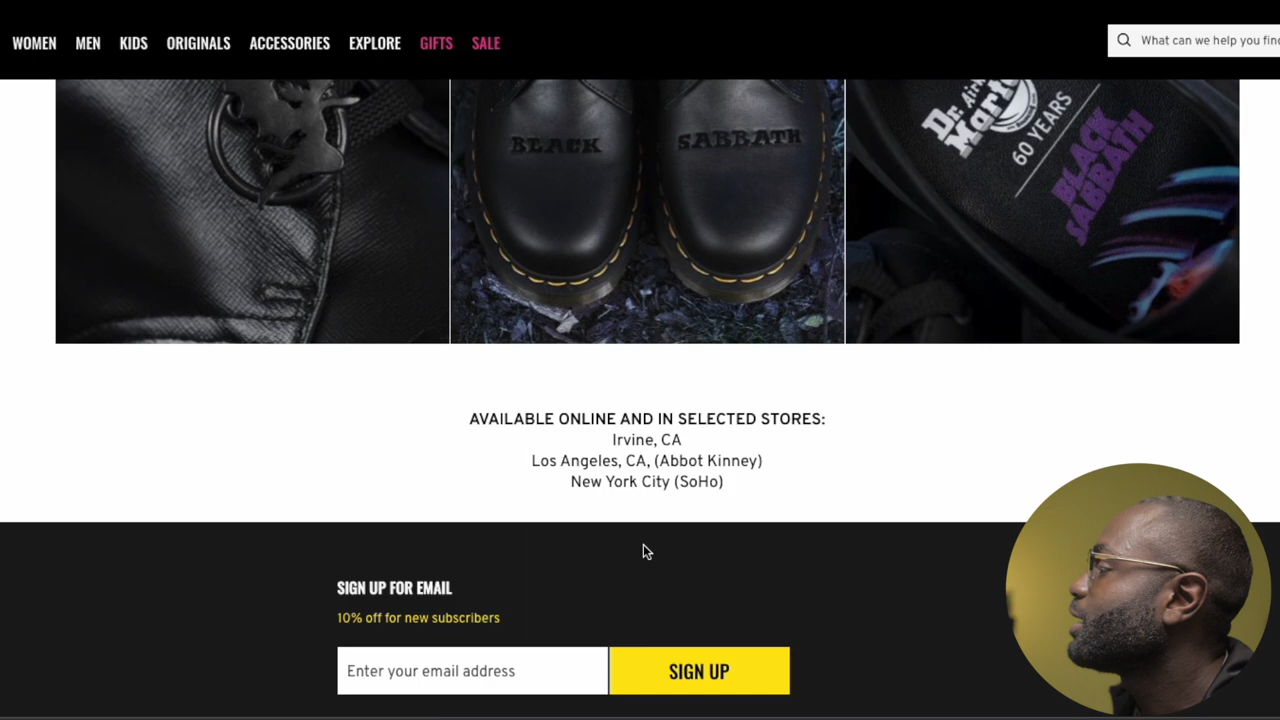 WOMEN MEN KIDS ORIGINALS ACCESSORIES EXPLORE GIFTS SALE
What can we help you find
BLACK SABBATH
Dr. Martens
60 YEARS
BLACK
SABBATH
AVAILABLE ONLINE AND IN SELECTED STORES:
Irvine, CA
Los Angeles, CA, (Abbot Kinney)
New York City (SoHo)
SIGN UP FOR EMAIL
10% off for new subscribers
Enter your email address SIGN UP